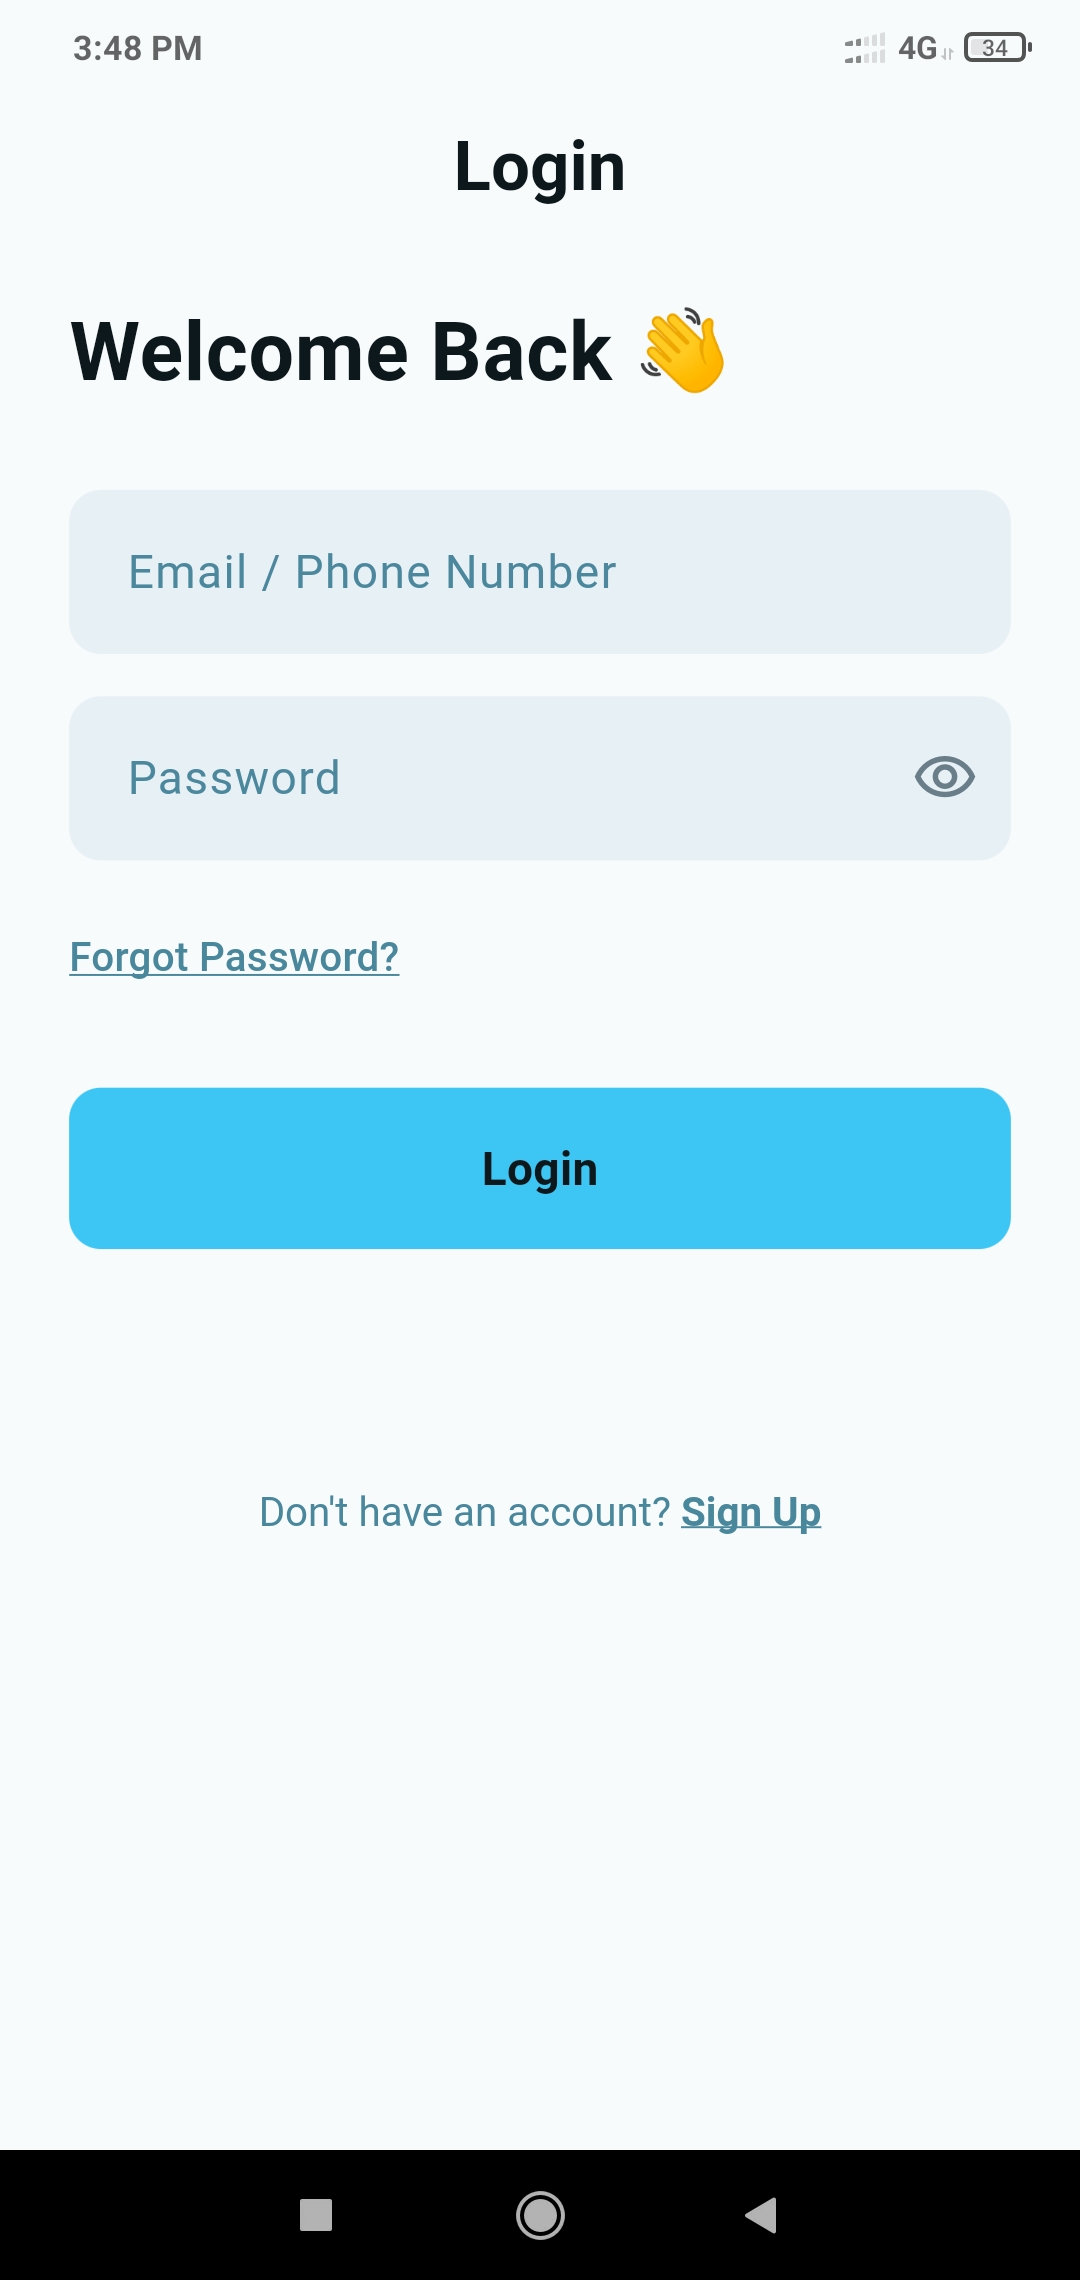 3:48 PM 4G 34
Login
Welcome Back 👋
Email / Phone Number
Password
Forgot Password?
Login
Don't have an account? Sign Up